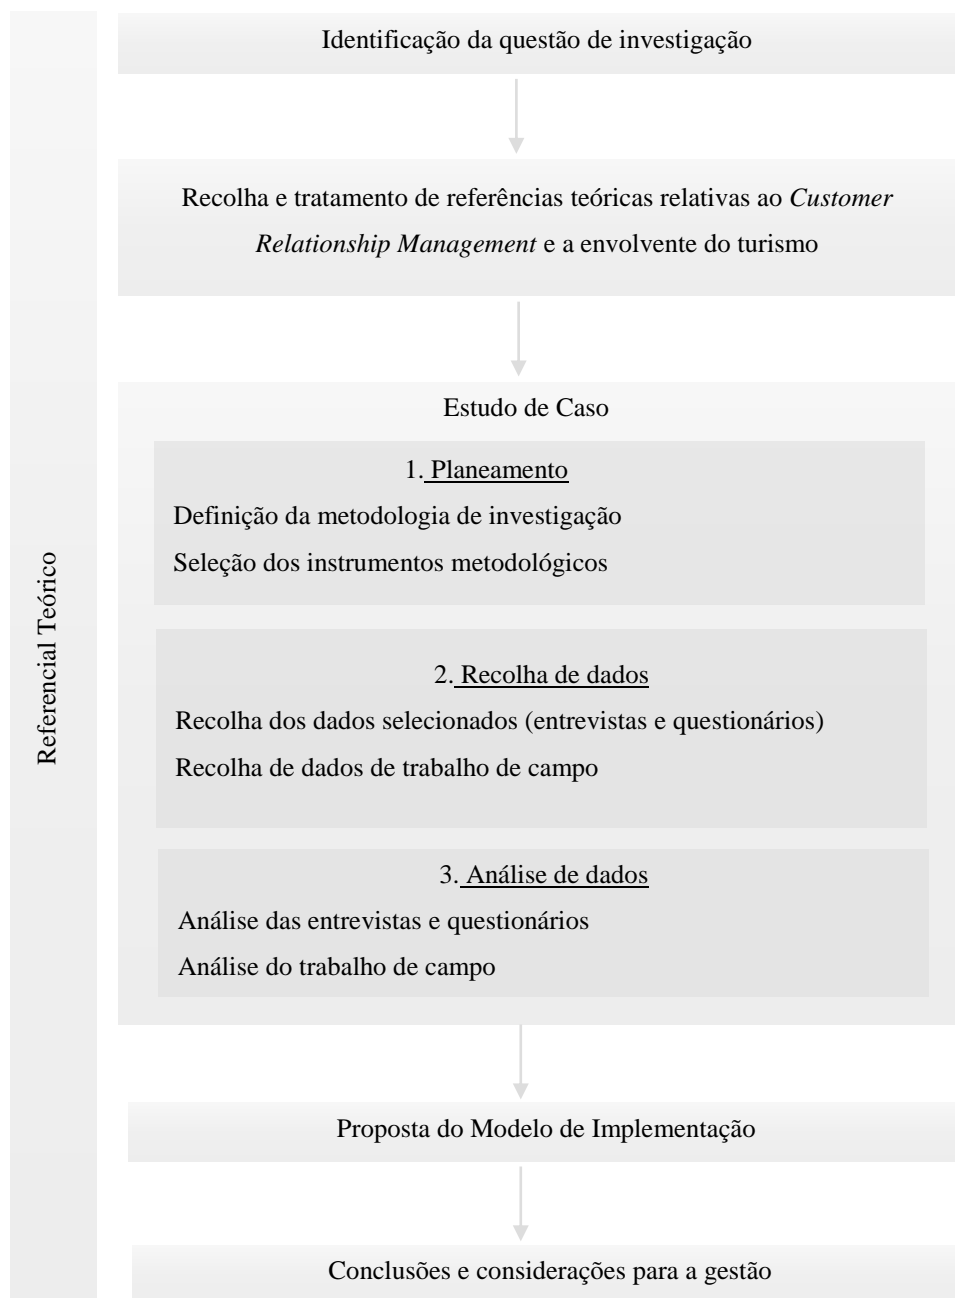 Identificação da questão de investigação
Recolha e tratamento de referências teóricas relativas ao Customer
Relationship Management e a envolvente do turismo
Estudo de Caso
1. Planeamento
Definição da metodologia de investigação
Seleção dos instrumentos metodológicos
Referencial Teórico
2. Recolha de dados
Recolha dos dados selecionados (entrevistas e questionários)
Recolha de dados de trabalho de campo
3. Análise de dados
Análise das entrevistas e questionários
Análise do trabalho de campo
Proposta do Modelo de Implementação
Conclusões e considerações para a gestão